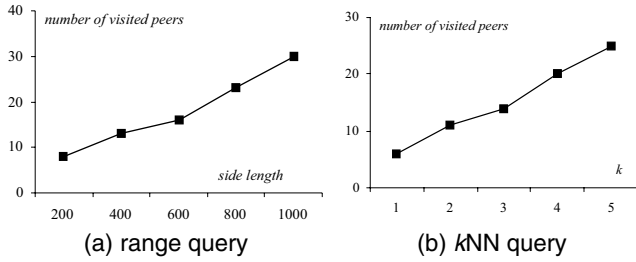 number of visited peers
40
30
20
10
0
side length
200 400 600 800 1000
(a) range query
number of visited peers
30
20
10
0
k
1 2 3 4 5
(b) kNN query